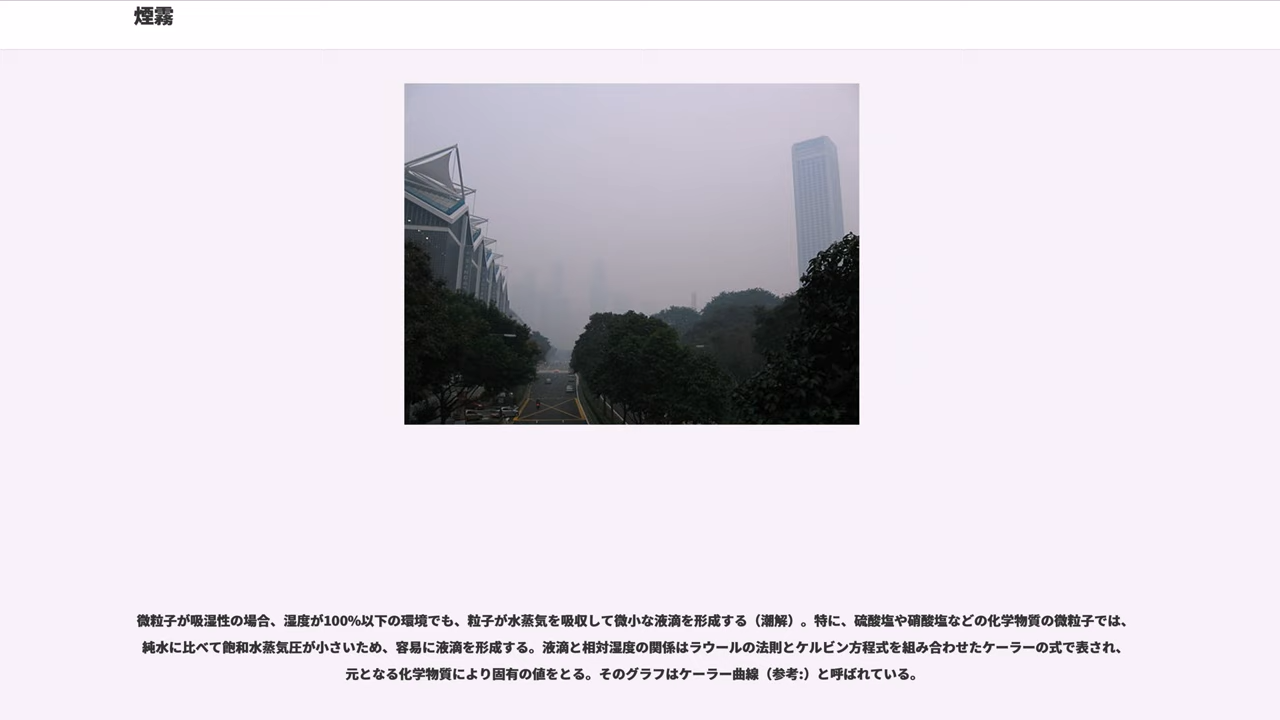 煙霧
微粒子が吸湿性の場合、湿度が100%以下の環境でも、粒子が水蒸気を吸収して微小な液滴を形成する（潮解）。特に、硫酸塩や硝酸塩などの化学物質の微粒子では、
純水に比べて飽和水蒸気圧が小さいため、容易に液滴を形成する。液滴と相対湿度の関係はラウールの法則とケルビン方程式を組み合わせたケーラーの式で表され、
元となる化学物質により固有の値をとる。そのグラフはケーラー曲線（参考:）と呼ばれている。